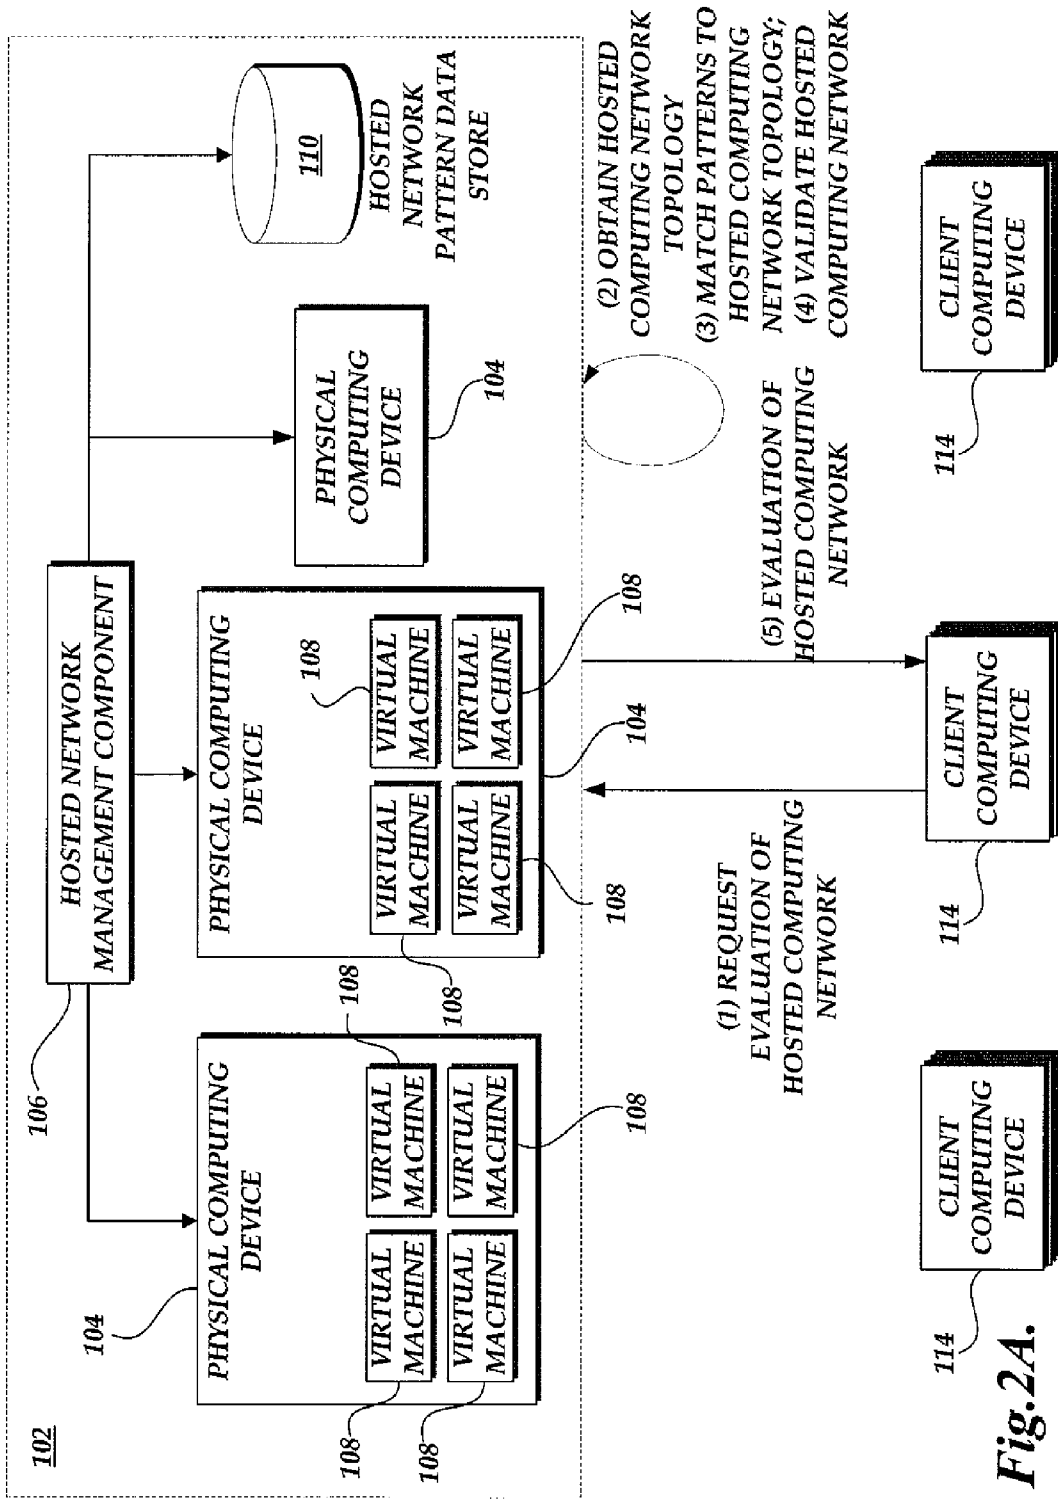 102
106
HOSTED NETWORK
MANAGEMENT COMPONENT
104
PHYSICAL COMPUTING
DEVICE
VIRTUAL
MACHINE
VIRTUAL
MACHINE
VIRTUAL
MACHINE
VIRTUAL
MACHINE
108
108
108
108
PHYSICAL COMPUTING
DEVICE
VIRTUAL
MACHINE
VIRTUAL
MACHINE
VIRTUAL
MACHINE
VIRTUAL
MACHINE
108
108
108
108
104
PHYSICAL
COMPUTING
DEVICE
104
110
HOSTED
NETWORK
PATTERN DATA
STORE
(1) REQUEST
EVALUATION OF
HOSTED COMPUTING
NETWORK
(5) EVALUATION OF
HOSTED COMPUTING
NETWORK
(2) OBTAIN HOSTED
COMPUTING NETWORK
TOPOLOGY
(3) MATCH PATTERNS TO
HOSTED COMPUTING
NETWORK TOPOLOGY;
(4) VALIDATE HOSTED
COMPUTING NETWORK
CLIENT
COMPUTING
DEVICE
114
CLIENT
COMPUTING
DEVICE
114
CLIENT
COMPUTING
DEVICE
114
Fig.2A.